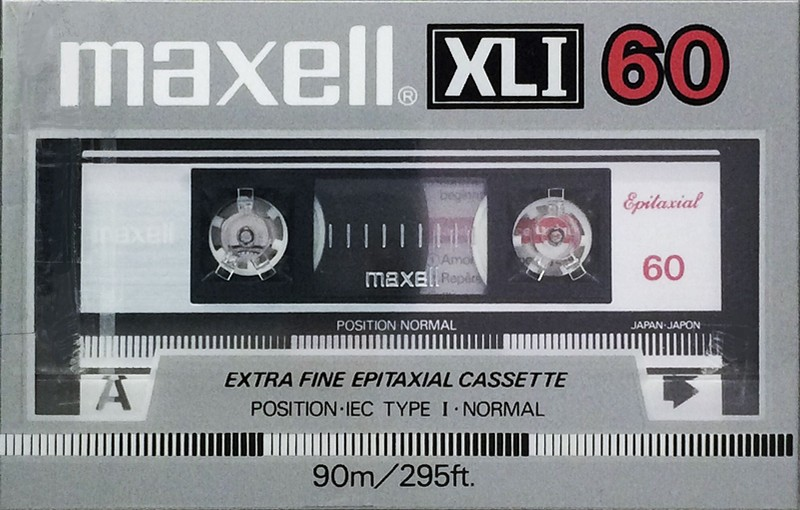 maxell® XLI 60
maxell
Epitaxial
60
maxell
POSITION NORMAL
JAPAN·JAPON
A
EXTRA FINE EPITAXIAL CASSETTE
POSITION·IEC TYPE I·NORMAL
90m/295ft.